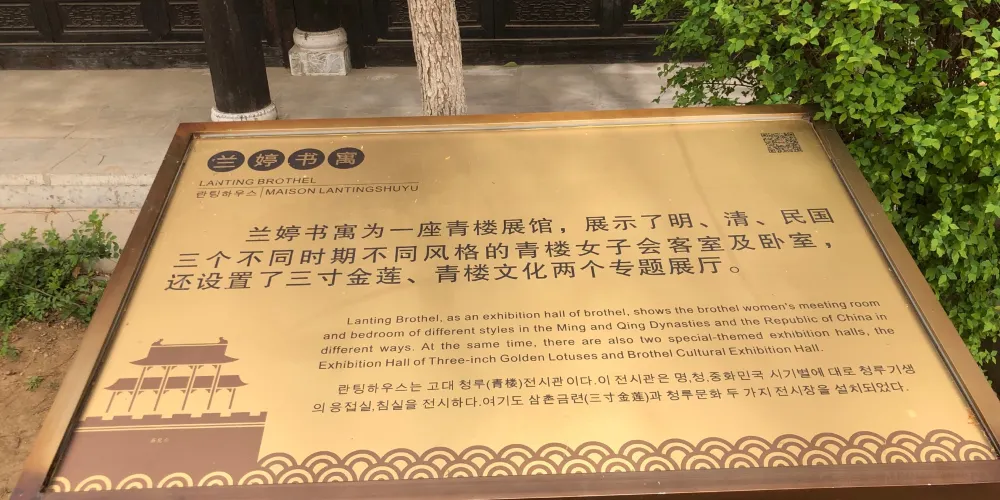 兰婷书寓
LANTING BROTHEL
란팅하우스 | MAISON LANTINGSHUYU
兰婷书寓为一座青楼展馆，展示了明、清、民国
三个不同时期不同风格的青楼女子会客室及卧室，
还设置了三寸金莲、青楼文化两个专题展厅。
Lanting Brothel, as an exhibition hall of brothel, shows the brothel women's meeting room
and bedroom of different styles in the Ming and Qing Dynasties and the Republic of China in
different ways. At the same time, there are also two special-themed exhibition halls, the
Exhibition Hall of Three-inch Golden Lotuses and Brothel Cultural Exhibition Hall.
란팅하우스는 고대 청루(青楼)전시관이다.이 전시관은 명,청,중화민국 시기별에 대로 청루기생
의 응접실,침실을 전시하다.여기도 삼촌금련(三寸金莲)과 청루문화 두 가지 전시장을 설치되었다.